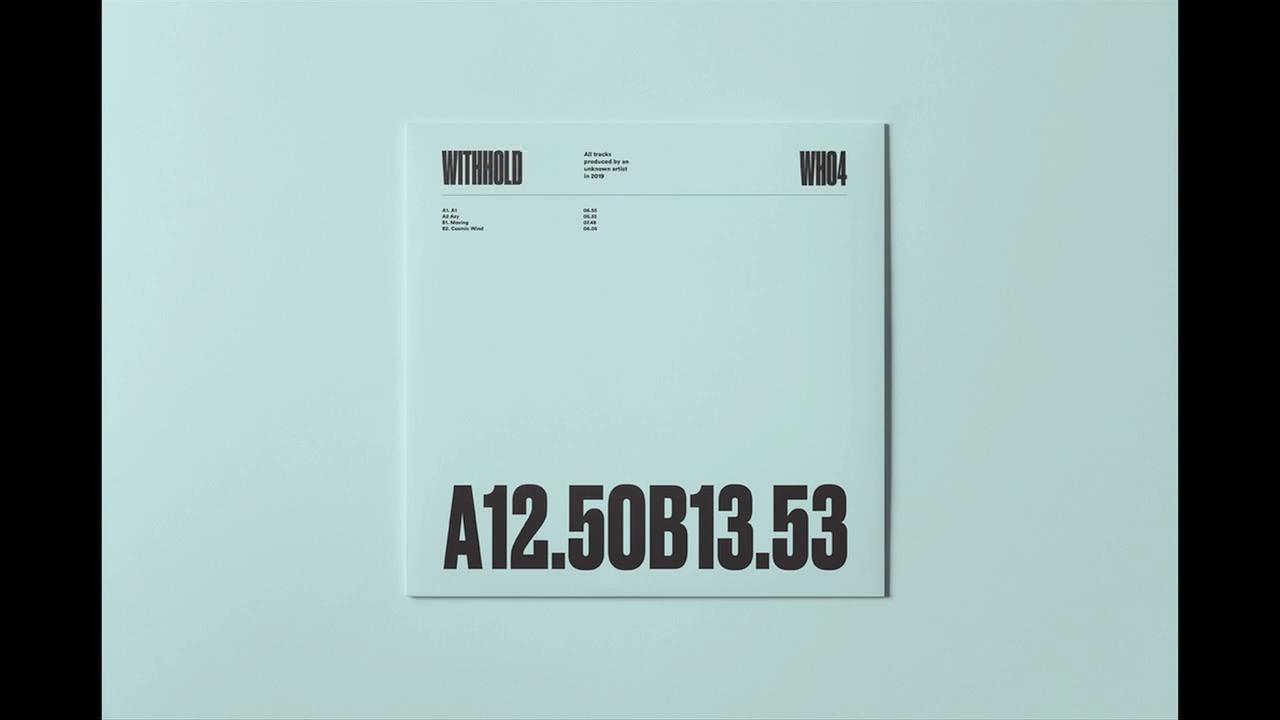 WITHHOLD
All tracks
produced by an
unknown artist
in 2019
WH04
A1. A1 06.55
A2 Azy 05.55
B1. Moving 07.48
B2. Cosmic Wind 06.05
A12.50B13.53